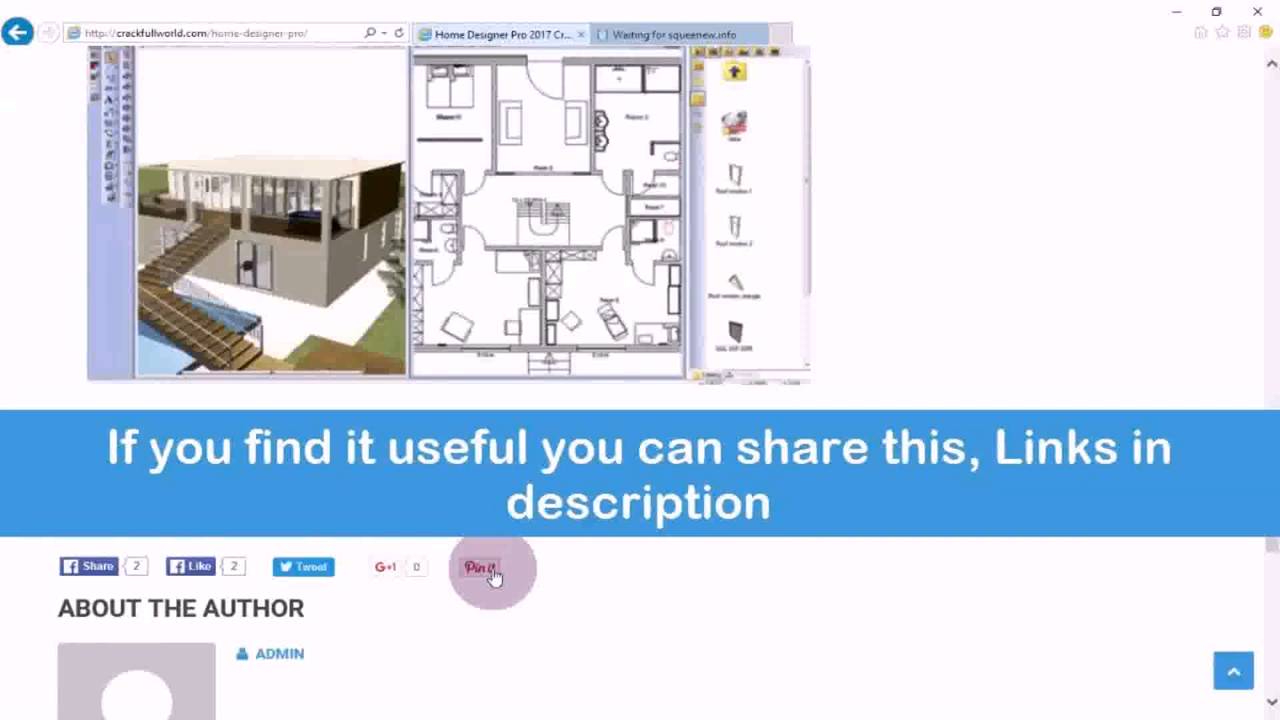 http://crackfullworld.com/home-designer-pro/
Home Designer Pro 2017 Cr...
Waiting for squeenew.info
If you find it useful you can share this, Links in
description
Share 2
Like 2
Tweet
G+1 0
Pin it
ABOUT THE AUTHOR
ADMIN